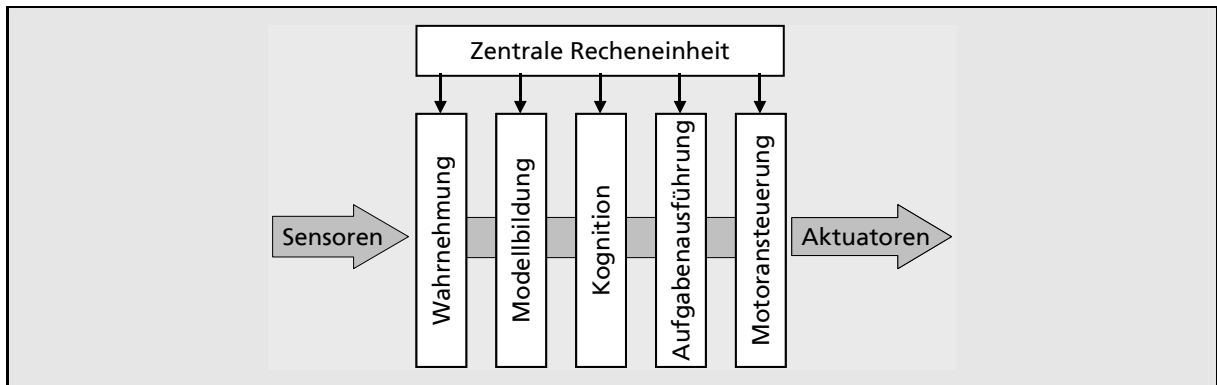 Zentrale Recheneinheit
Sensoren
Wahrnehmung
Modellbildung
Kognition
Aufgabenausführung
Motoransteuerung
Aktuatoren